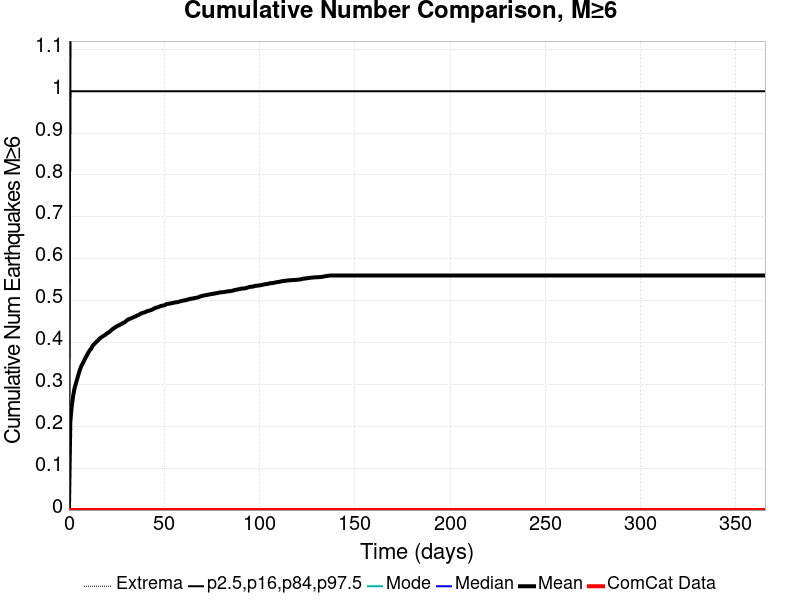 Cumulative Number Comparison, M≥6
Cumulative Num Earthquakes M≥6
1.1
1
0.9
0.8
0.7
0.6
0.5
0.4
0.3
0.2
0.1
0
0 50 100 150 200 250 300 350
Time (days)
Extrema p2.5,p16,p84,p97.5 Mode Median Mean ComCat Data